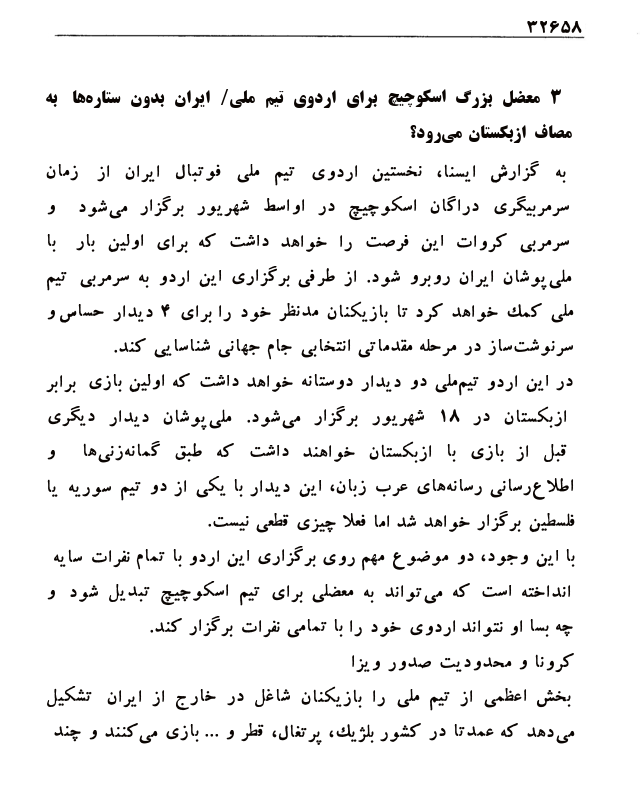 ۳۲۶۵۸
۳ معضل بزرگ اسکوچیچ برای اردوی تیم ملی/ ایران بدون ستاره‌ها به
مصاف ازبکستان می‌رود؟
به گزارش ایسنا، نخستین اردوی تیم ملی فوتبال ایران از زمان
سرمربیگری دراگان اسکوچیچ در اواسط شهریور برگزار می‌شود و
سرمربی کروات این فرصت را خواهد داشت که برای اولین بار با
ملی‌پوشان ایران روبرو شود. از طرفی برگزاری این اردو به سرمربی تیم
ملی کمك خواهد کرد تا بازیکنان مدنظر خود را برای ۴ دیدار حساس و
سرنوشت‌ساز در مرحله مقدماتی انتخابی جام جهانی شناسایی کند.
در این اردو تیم‌ملی دو دیدار دوستانه خواهد داشت که اولین بازی برابر
ازبکستان در ۱۸ شهریور برگزار می‌شود. ملی‌پوشان دیدار دیگری
قبل از بازی با ازبکستان خواهند داشت که طبق گمانه‌زنی‌ها و
اطلاع‌رسانی رسانه‌های عرب زبان، این دیدار با یکی از دو تیم سوریه یا
فلسطین برگزار خواهد شد اما فعلا چیزی قطعی نیست.
با این وجود، دو موضوع مهم روی برگزاری این اردو با تمام نفرات سایه
انداخته است که می‌تواند به معضلی برای تیم اسکوچیچ تبدیل شود و
چه بسا او نتواند اردوی خود را با تمامی نفرات برگزار کند.
کرونا و محدودیت صدور ویزا
بخش اعظمی از تیم ملی را بازیکنان شاغل در خارج از ایران تشکیل
می‌دهد که عمدتا در کشور بلژیك، پرتغال، قطر و ... بازی می‌کنند و چند